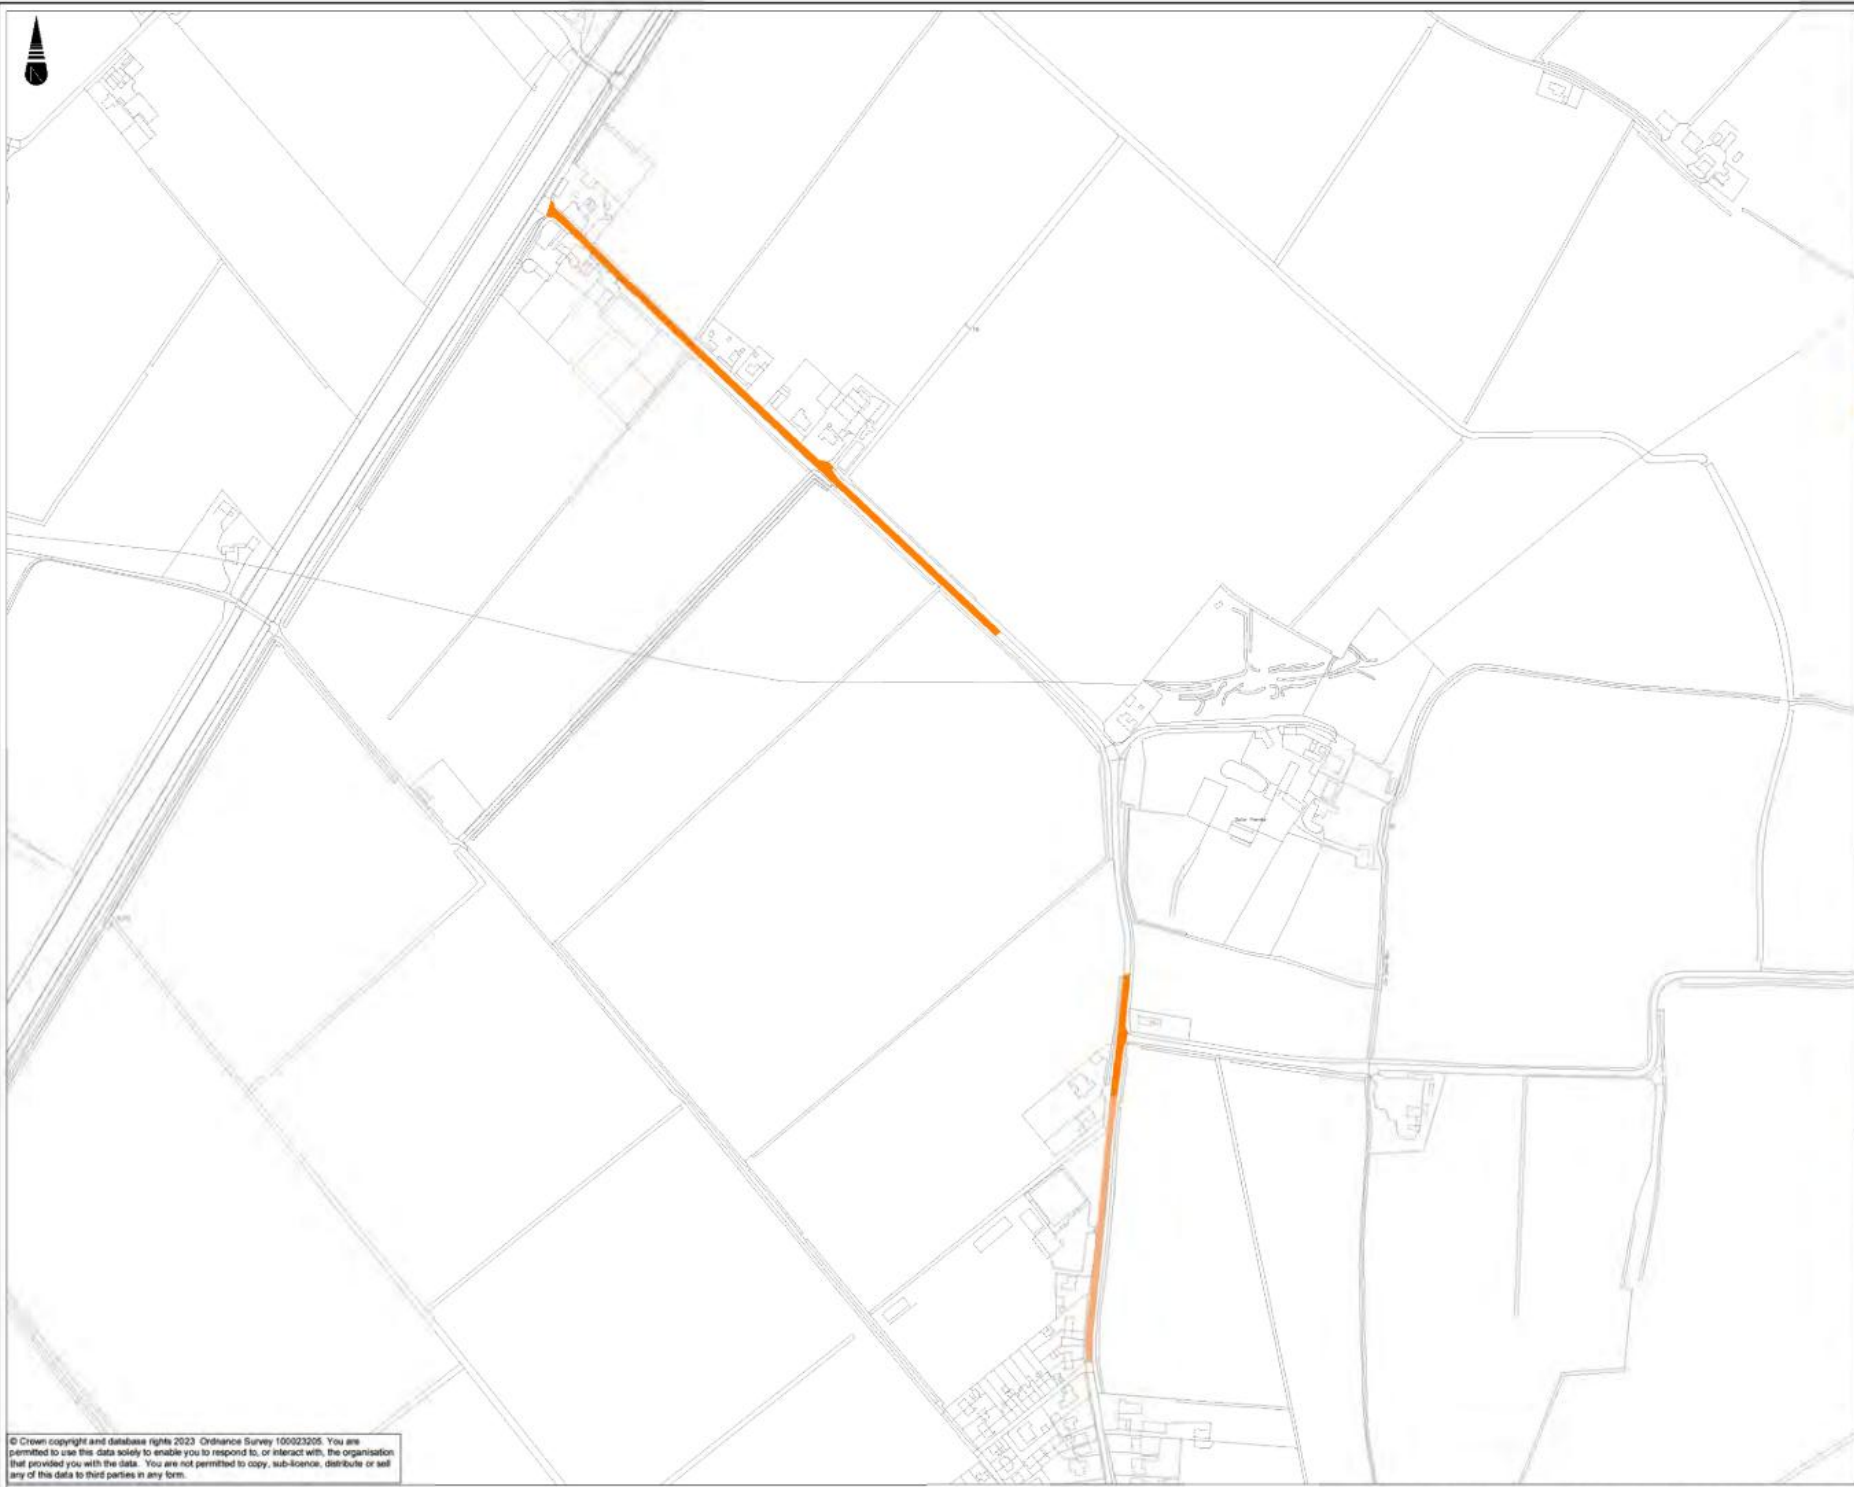 © Crown copyright and database rights 2023 Ordnance Survey 100023205. You are
permitted to use this data solely to enable you to respond to, or interact with, the organisation
that provided you with the data. You are not permitted to copy, sub-licence, distribute or sell
any of this data to third parties in any form.